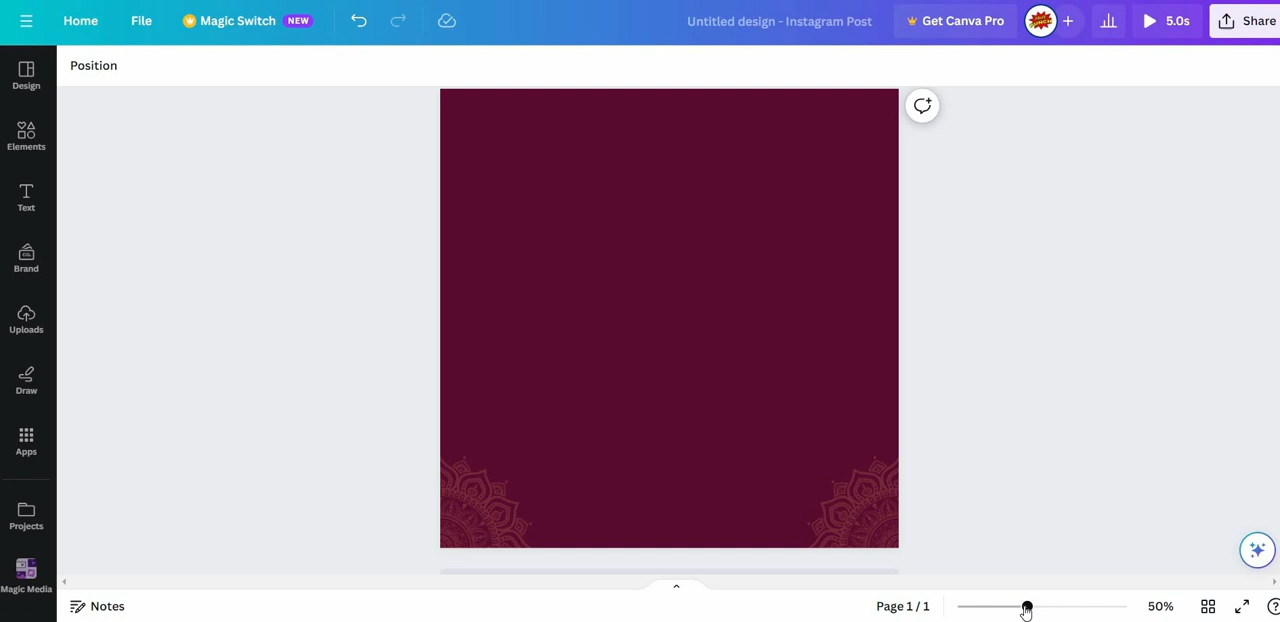 Home File Magic Switch NEW Untitled design - Instagram Post Get Canva Pro 5.0s Share
Position
Design
Elements
Text
Brand
Uploads
Draw
Apps
Projects
Magic Media
Notes Page 1 / 1 50%